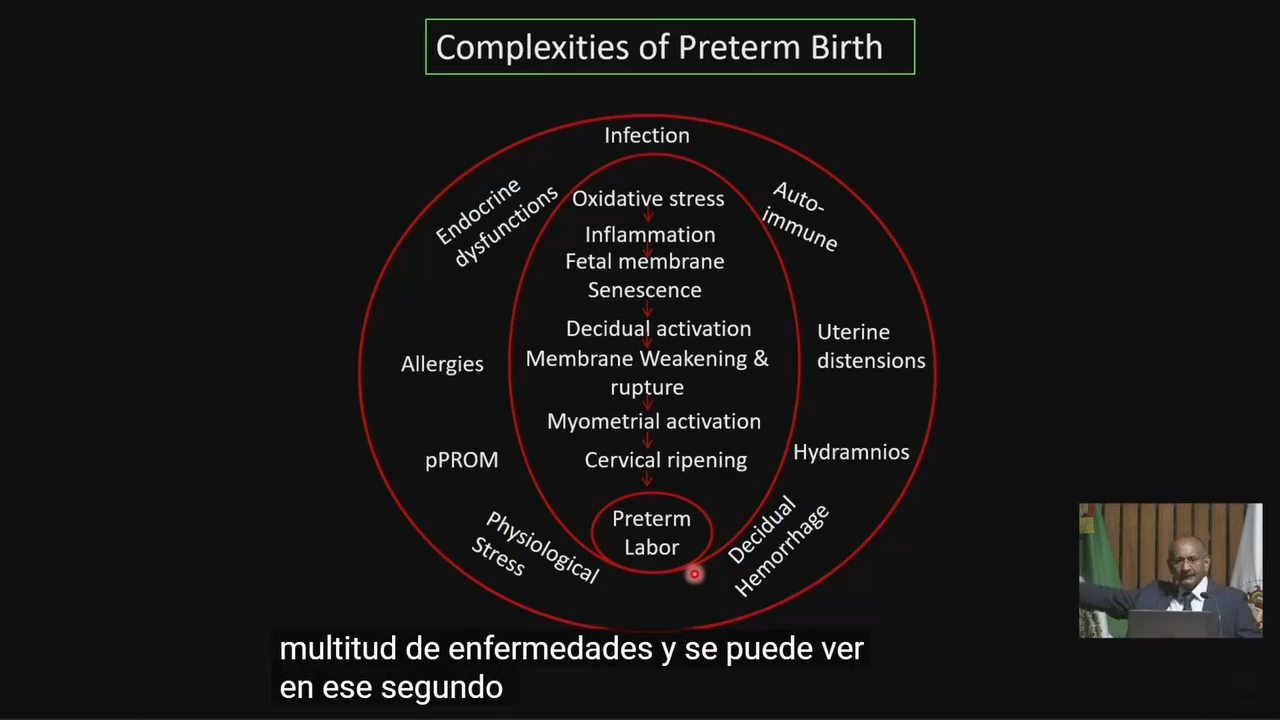 Complexities of Preterm Birth
Infection
Endocrine
dysfunctions
Oxidative stress
Auto-
immune
Inflammation
Fetal membrane
Senescence
Decidual activation
Membrane Weakening &
rupture
Uterine
distensions
Allergies
Myometrial activation
pPROM
Cervical ripening
Hydramnios
Physiological
Stress
Preterm
Labor
Decidual
Hemorrhage
multitud de enfermedades y se puede ver
en ese segundo